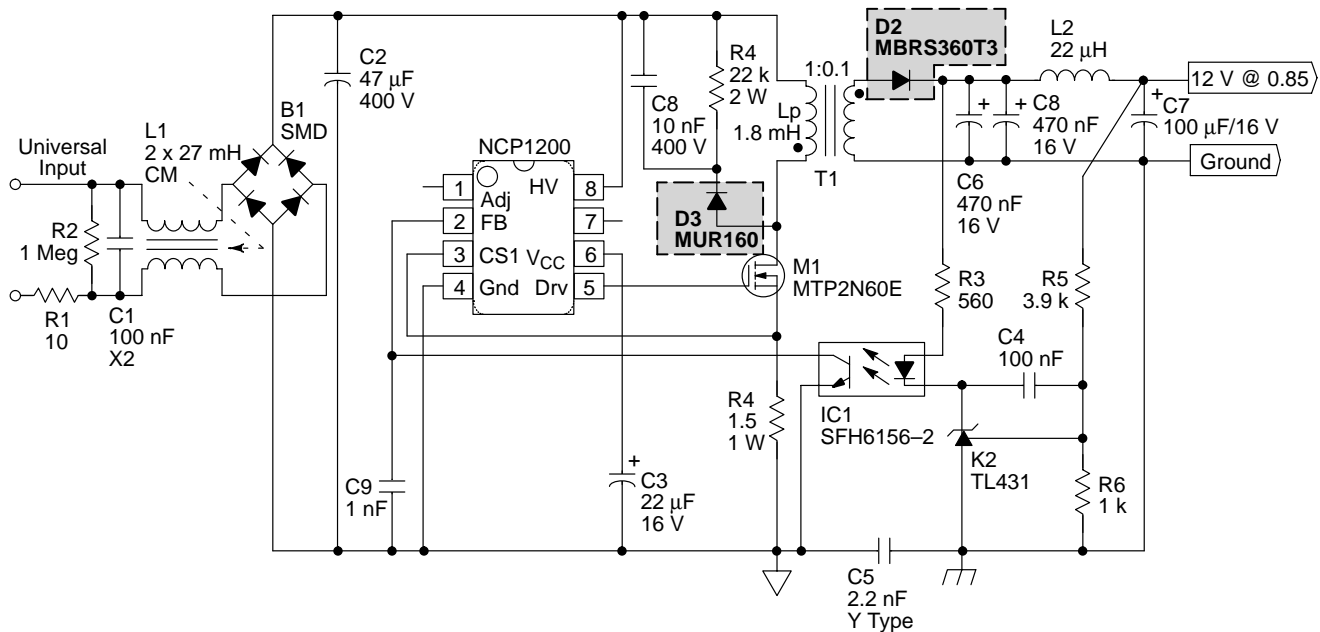 C2
47 μF
400 V
B1
SMD
L1
2 x 27 mH
CM
Universal
Input
R2
1 Meg
R1
10
C1
100 nF
X2
NCP1200
1
Adj
HV
8
2
FB
7
3
CS1
VCC
6
4
Gnd
Drv
5
C8
10 nF
400 V
R4
22 k
2 W
D3
MUR160
1:0.1
Lp
1.8 mH
T1
D2
MBRS360T3
L2
22 μH
12 V @ 0.85
C8
470 nF
16 V
C7
100 μF/16 V
Ground
C6
470 nF
16 V
M1
MTP2N60E
R3
560
R5
3.9 k
C4
100 nF
IC1
SFH6156–2
R4
1.5
1 W
K2
TL431
R6
1 k
C9
1 nF
+
C3
22 μF
16 V
C5
2.2 nF
Y Type
+
+
+